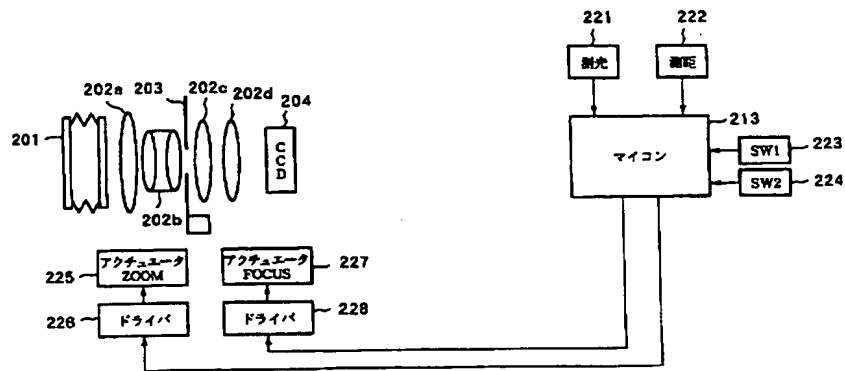 221
222
測光
測距
213
マイコン
SW1
223
SW2
224
201
202a
203
202c
202d
204
CCD
202b
225
アクチュエータ
ZOOM
アクチュエータ
FOCUS
227
226
ドライバ
ドライバ
228